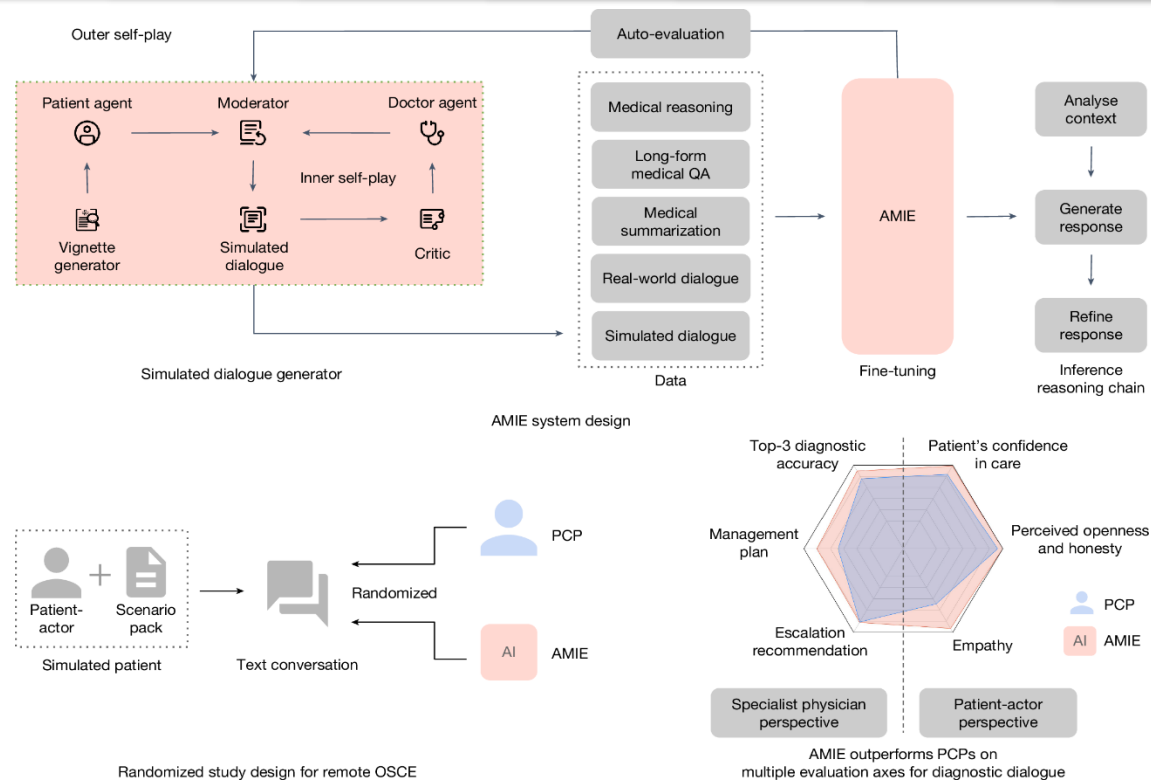 Outer self-play
Auto-evaluation
Patient agent
Moderator
Doctor agent
Inner self-play
Vignette
generator
Simulated
dialogue
Critic
Simulated dialogue generator
Medical reasoning
Long-form
medical QA
Medical
summarization
Real-world dialogue
Simulated dialogue
Data
AMIE
Fine-tuning
Analyse
context
Generate
response
Refine
response
Inference
reasoning chain
AMIE system design
Patient-
actor
Scenario
pack
Simulated patient
Text conversation
Randomized
PCP
AI
AMIE
Randomized study design for remote OSCE
Top-3 diagnostic
accuracy
Patient's confidence
in care
Management
plan
Perceived openness
and honesty
Escalation
recommendation
Empathy
PCP
AI
AMIE
Specialist physician
perspective
Patient-actor
perspective
AMIE outperforms PCPs on
multiple evaluation axes for diagnostic dialogue